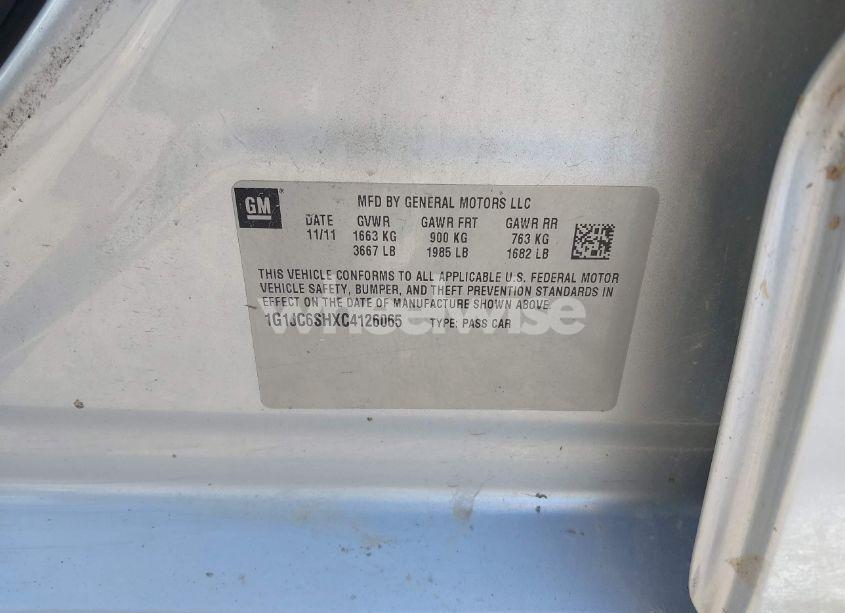 GM
MFD BY GENERAL MOTORS LLC
DATE GVWR GAWR FRT GAWR RR
11/11 1663 KG 900 KG 763 KG
3667 LB 1985 LB 1682 LB
THIS VEHICLE CONFORMS TO ALL APPLICABLE U.S. FEDERAL MOTOR
VEHICLE SAFETY, BUMPER, AND THEFT PREVENTION STANDARDS IN
EFFECT ON THE DATE OF MANUFACTURE SHOWN ABOVE.
1G1JC6SHXC4126065 TYPE: PASS CAR
wheelwise